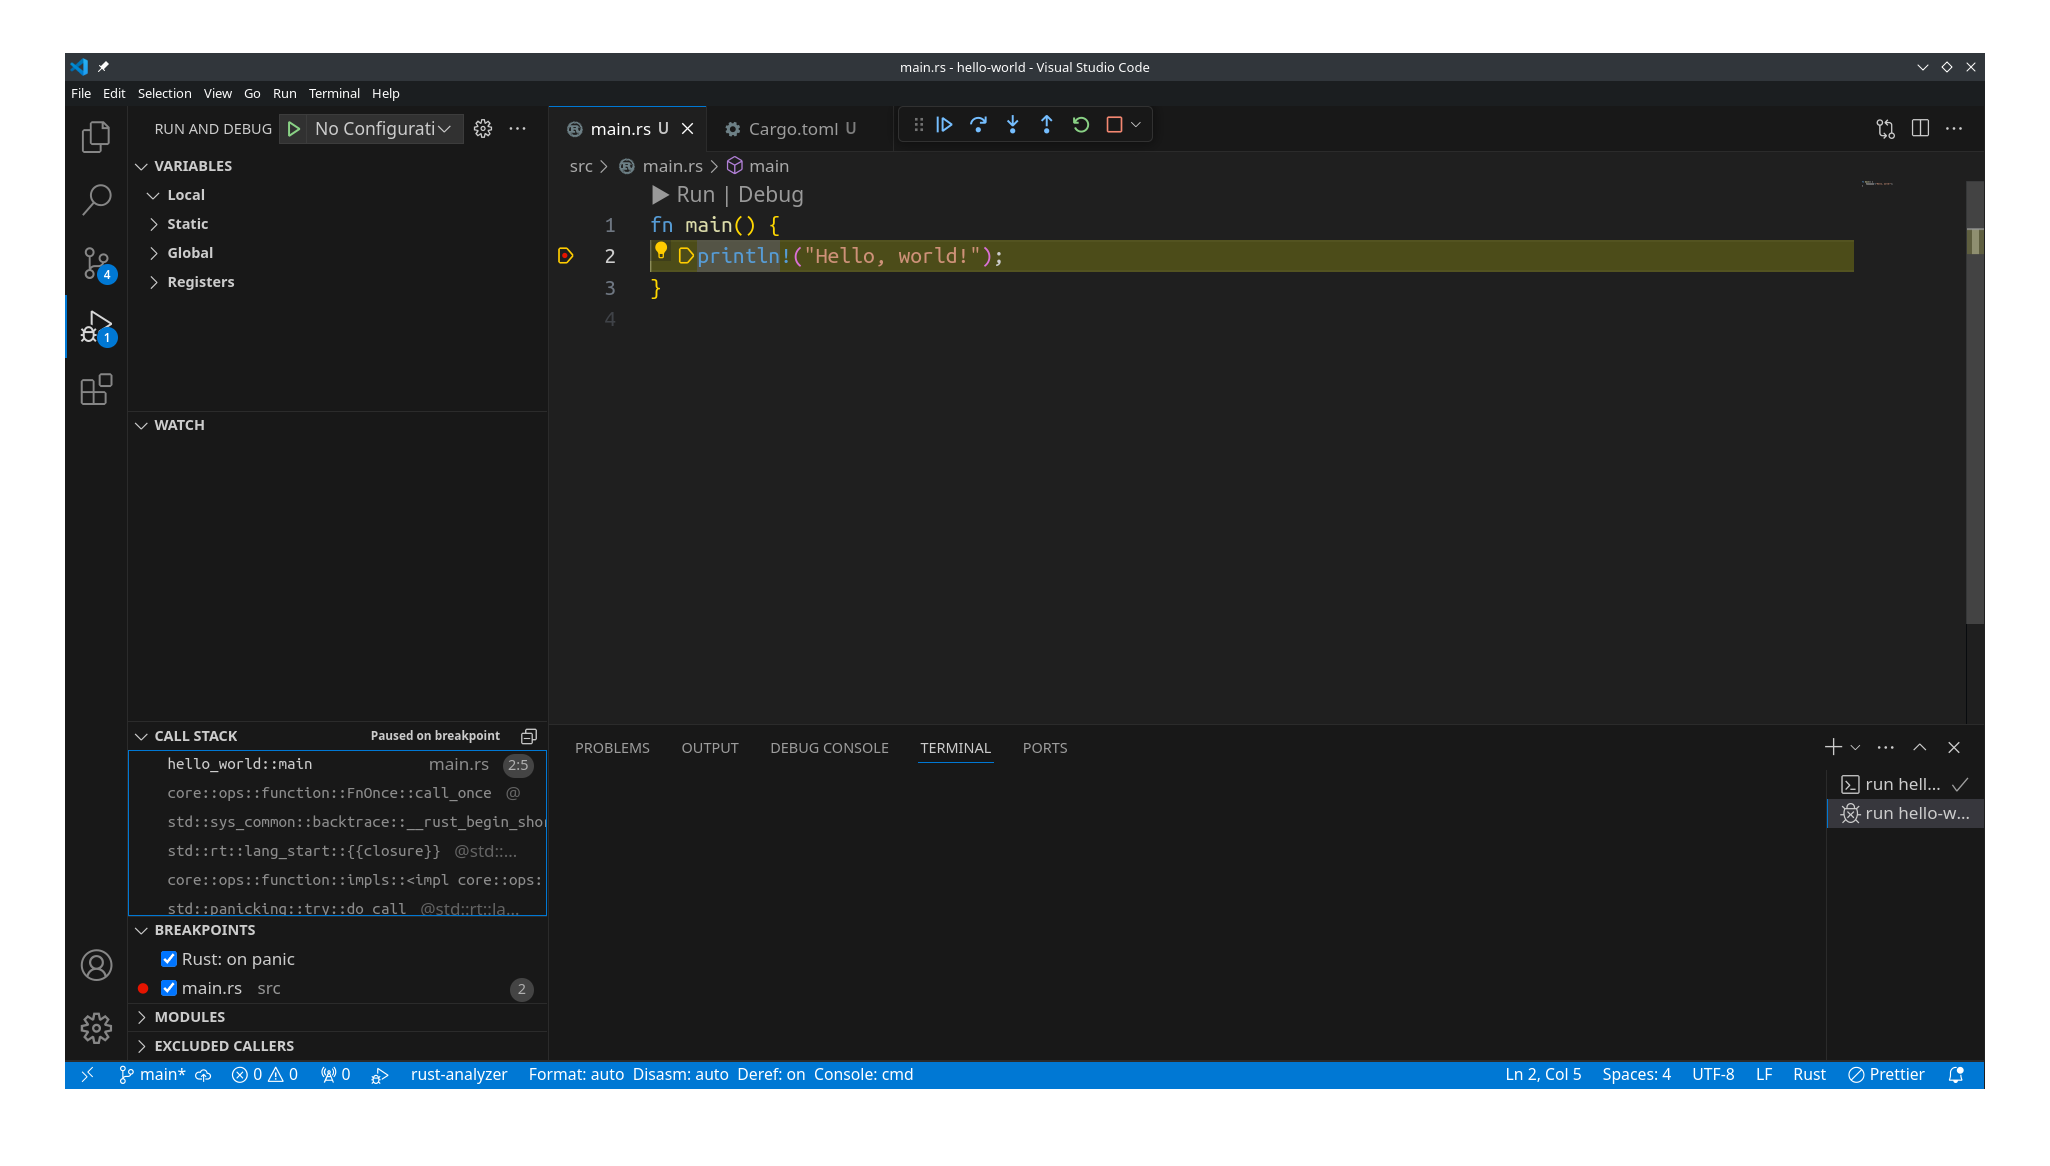 main.rs - hello-world - Visual Studio Code
File Edit Selection View Go Run Terminal Help
RUN AND DEBUG No Configurati
VARIABLES
Local
Static
Global
Registers
WATCH
CALL STACK Paused on breakpoint
hello_world::main main.rs 2:5
core::ops::function::FnOnce::call_once @
std::sys_common::backtrace::__rust_begin_shor
std::rt::lang_start::{{closure}} @std::...
core::ops::function::impls::<impl core::ops:
std::panicking::try::do_call @std::rt::la...
BREAKPOINTS
Rust: on panic
main.rs src 2
MODULES
EXCLUDED CALLERS
4
1
main.rs U Cargo.toml U
src > main.rs > main
Run | Debug
1 fn main() {
2 println!("Hello, world!");
3 }
4
PROBLEMS OUTPUT DEBUG CONSOLE TERMINAL PORTS
run hell...
run hello-w...
main* 0 0 0 rust-analyzer Format: auto Disasm: auto Deref: on Console: cmd Ln 2, Col 5 Spaces: 4 UTF-8 LF Rust Prettier